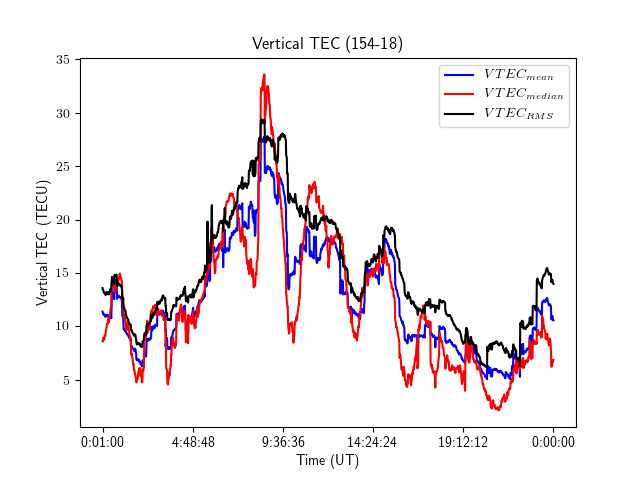 Vertical TEC (154-18)
VTEC_mean
VTEC_median
VTEC_RMS
35
30
25
20
15
10
5
Vertical TEC (TECU)
0:01:00 4:48:48 9:36:36 14:24:24 19:12:12 0:00:00
Time (UT)